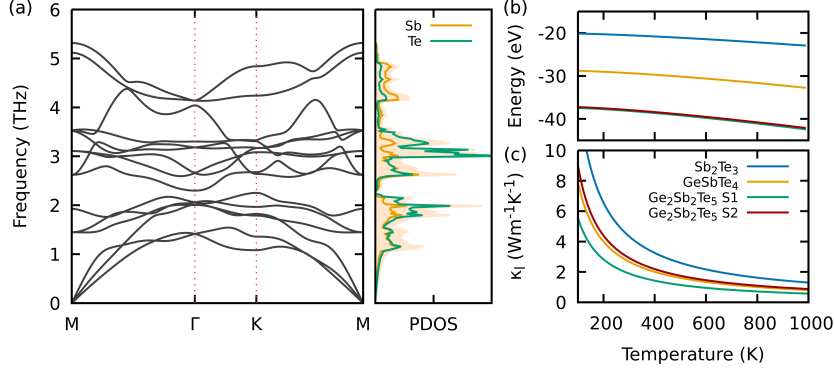 (a)
6
5
4
3
2
1
0
Frequency (THz)
M
Γ
K
M
Sb
Te
PDOS
(b)
-20
-30
-40
Energy (eV)
(c)
10
8
6
4
2
0
κₗ (Wm⁻¹K⁻¹)
Sb₂Te₃
GeSbTe₄
Ge₂Sb₂Te₅ S1
Ge₂Sb₂Te₅ S2
200
400
600
800
1000
Temperature (K)